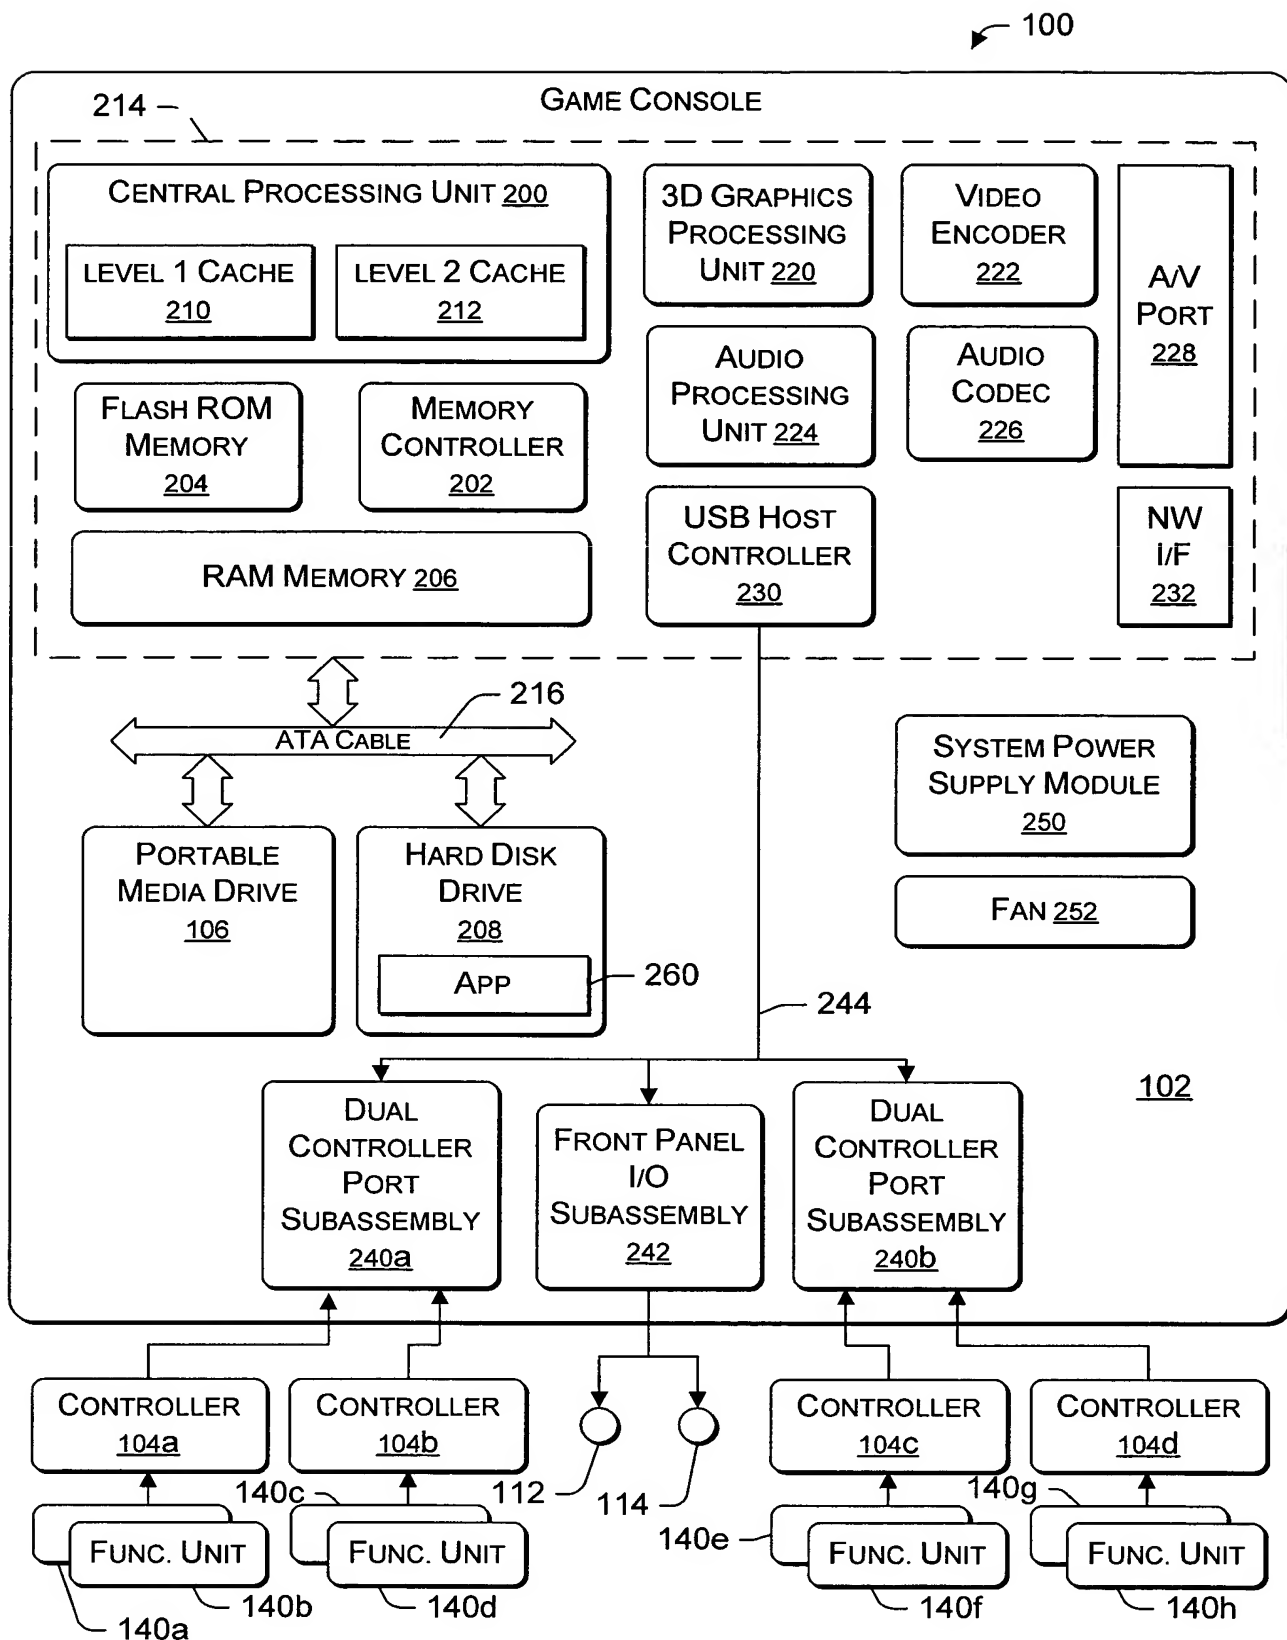 100
GAME CONSOLE
214
CENTRAL PROCESSING UNIT 200
LEVEL 1 CACHE
210
LEVEL 2 CACHE
212
3D GRAPHICS
PROCESSING
UNIT 220
VIDEO
ENCODER
222
A/V
PORT
228
AUDIO
PROCESSING
UNIT 224
AUDIO
CODEC
226
FLASH ROM
MEMORY
204
MEMORY
CONTROLLER
202
USB HOST
CONTROLLER
230
NW
I/F
232
RAM MEMORY 206
216
ATA CABLE
SYSTEM POWER
SUPPLY MODULE
250
PORTABLE
MEDIA DRIVE
106
HARD DISK
DRIVE
208
APP
260
FAN 252
244
102
DUAL
CONTROLLER
PORT
SUBASSEMBLY
240a
FRONT PANEL
I/O
SUBASSEMBLY
242
DUAL
CONTROLLER
PORT
SUBASSEMBLY
240b
CONTROLLER
104a
CONTROLLER
104b
112
114
CONTROLLER
104c
CONTROLLER
104d
140c
140g
140e
FUNC. UNIT
FUNC. UNIT
FUNC. UNIT
FUNC. UNIT
140a
140b
140d
140f
140h